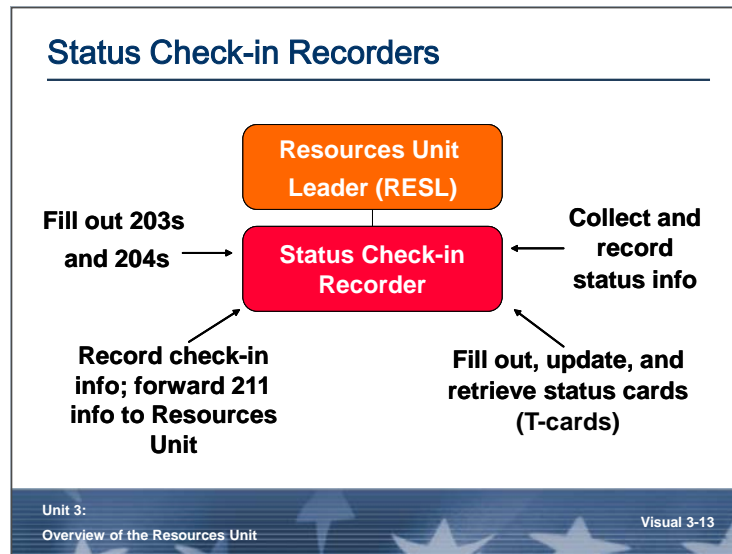 Status Check-in Recorders
Resources Unit
Leader (RESL)
Fill out 203s
and 204s
Status Check-in
Recorder
Collect and
record
status info
Record check-in
info; forward 211
info to Resources
Unit
Fill out, update, and
retrieve status cards
(T-cards)
Unit 3:
Overview of the Resources Unit
Visual 3-13